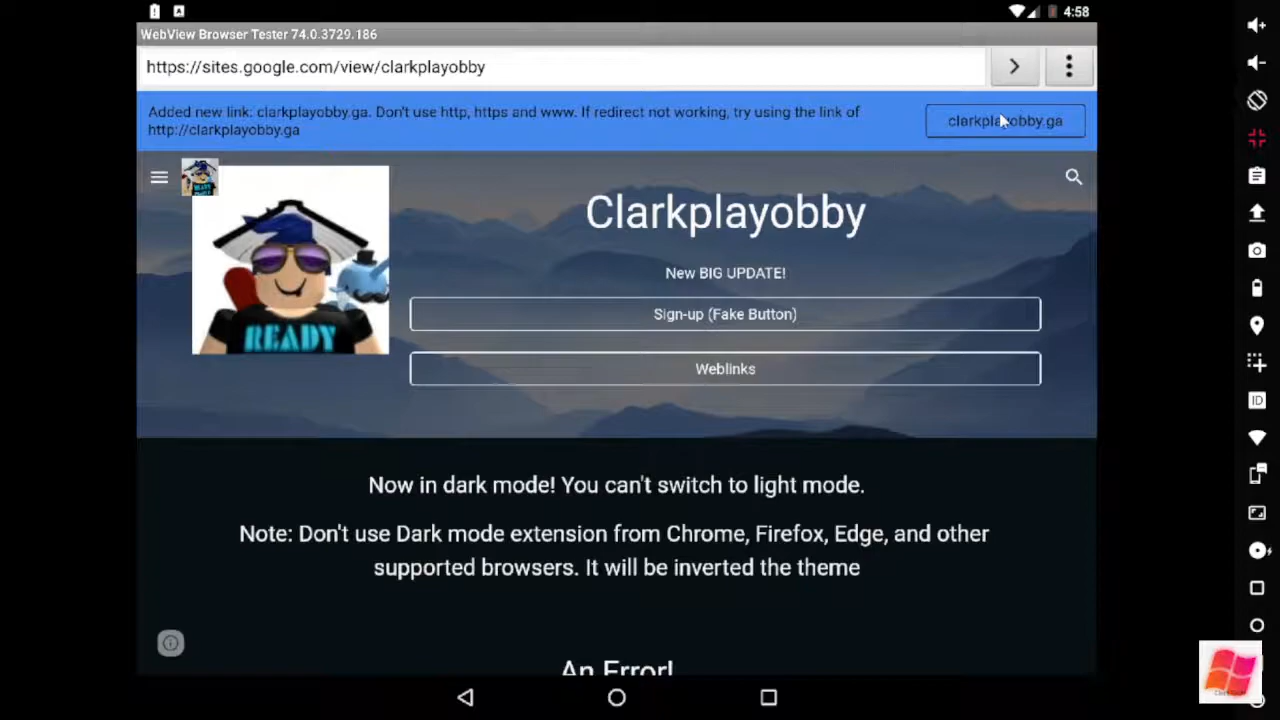 4:58
WebView Browser Tester 74.0.3729.186
https://sites.google.com/view/clarkplayobby
Added new link: clarkplayobby.ga. Don't use http, https and www. If redirect not working, try using the link of
http://clarkplayobby.ga
clarkplayobby.ga
Clarkplayobby
New BIG UPDATE!
READY
Sign-up (Fake Button)
Weblinks
Now in dark mode! You can't switch to light mode.
Note: Don't use Dark mode extension from Chrome, Firefox, Edge, and other
supported browsers. It will be inverted the theme
An Error!
ID